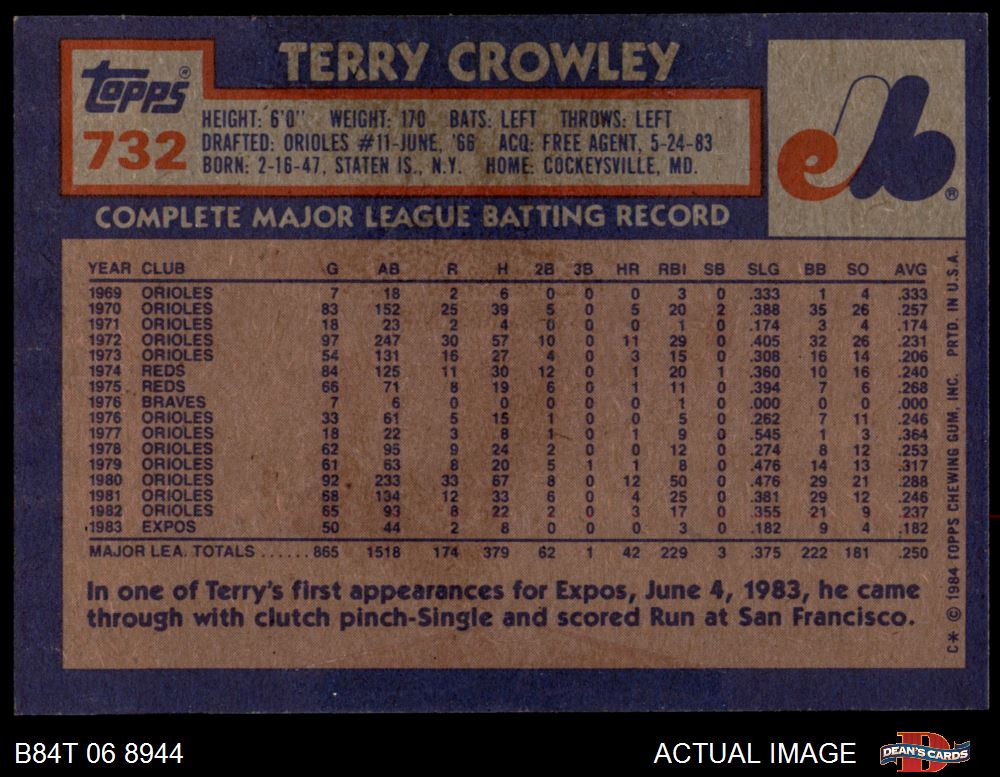 TERRY CROWLEY
Topps®
732
HEIGHT: 6'0" WEIGHT: 170 BATS: LEFT THROWS: LEFT
DRAFTED: ORIOLES #11-JUNE, '66 ACQ: FREE AGENT, 5-24-83
BORN: 2-16-47, STATEN IS., N.Y. HOME: COCKEYSVILLE, MD.
eb®
COMPLETE MAJOR LEAGUE BATTING RECORD
YEAR CLUB G AB R H 2B 3B HR RBI SB SLG BB SO AVG
1969 ORIOLES 7 18 2 6 0 0 0 3 0 .333 1 4 .333
1970 ORIOLES 83 152 25 39 5 0 5 20 2 .388 35 26 .257
1971 ORIOLES 18 23 2 4 0 0 0 1 0 .174 3 4 .174
1972 ORIOLES 97 247 30 57 10 0 11 29 0 .405 32 26 .231
1973 ORIOLES 54 131 16 27 4 0 3 15 0 .308 16 14 .206
1974 REDS 84 125 11 30 12 0 1 20 1 .360 10 16 .240
1975 REDS 66 71 8 19 6 0 1 11 0 .394 7 6 .268
1976 BRAVES 7 6 0 0 0 0 0 1 0 .000 0 0 .000
1976 ORIOLES 33 61 5 15 1 0 0 5 0 .262 7 11 .246
1977 ORIOLES 18 22 3 8 1 0 1 9 0 .545 1 3 .364
1978 ORIOLES 62 95 9 24 2 0 0 12 0 .274 8 12 .253
1979 ORIOLES 61 63 8 20 5 1 1 8 0 .476 14 13 .317
1980 ORIOLES 92 233 33 67 8 0 12 50 0 .476 29 21 .288
1981 ORIOLES 68 134 12 33 6 0 4 25 0 .381 29 12 .246
1982 ORIOLES 65 93 8 22 2 0 3 17 0 .355 21 9 .237
1983 EXPOS 50 44 2 8 0 0 0 3 0 .182 9 4 .182
MAJOR LEA. TOTALS ...... 865 1518 174 379 62 1 42 229 3 .375 222 181 .250
In one of Terry's first appearances for Expos, June 4, 1983, he came
through with clutch pinch-Single and scored Run at San Francisco.
C* © 1984 TOPPS CHEWING GUM, INC. PRTD. IN U.S.A.
B84T 06 8944
ACTUAL IMAGE
D
DEAN'S CARDS